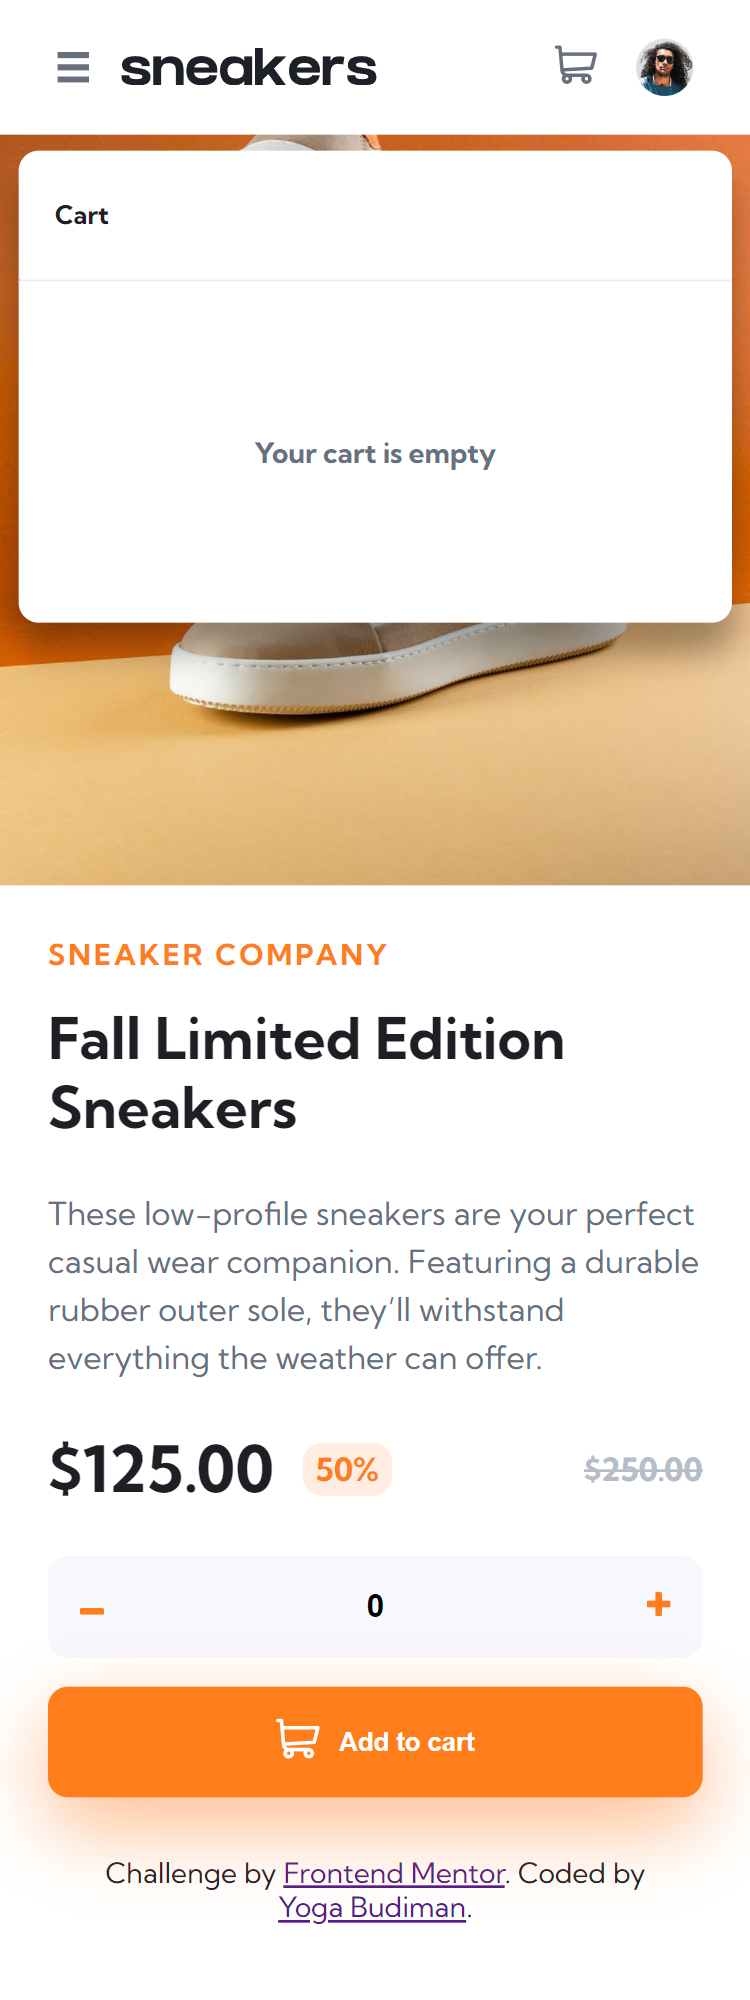 sneakers
Cart
Your cart is empty
SNEAKER COMPANY
Fall Limited Edition
Sneakers
These low-profile sneakers are your perfect
casual wear companion. Featuring a durable
rubber outer sole, they’ll withstand
everything the weather can offer.
$125.00 50% $250.00
0
Add to cart
Challenge by Frontend Mentor. Coded by
Yoga Budiman.